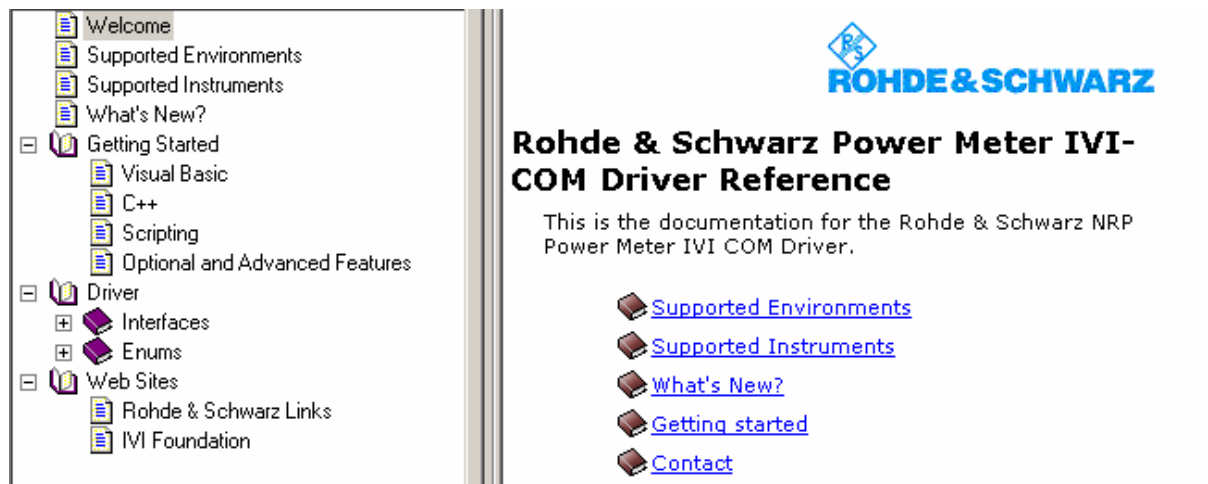 Welcome
Supported Environments
Supported Instruments
What's New?
Getting Started
Visual Basic
C++
Scripting
Optional and Advanced Features
Driver
Interfaces
Enums
Web Sites
Rohde & Schwarz Links
IVI Foundation
R S
ROHDE & SCHWARZ
Rohde & Schwarz Power Meter IVI-
COM Driver Reference
This is the documentation for the Rohde & Schwarz NRP
Power Meter IVI COM Driver.
Supported Environments
Supported Instruments
What's New?
Getting started
Contact